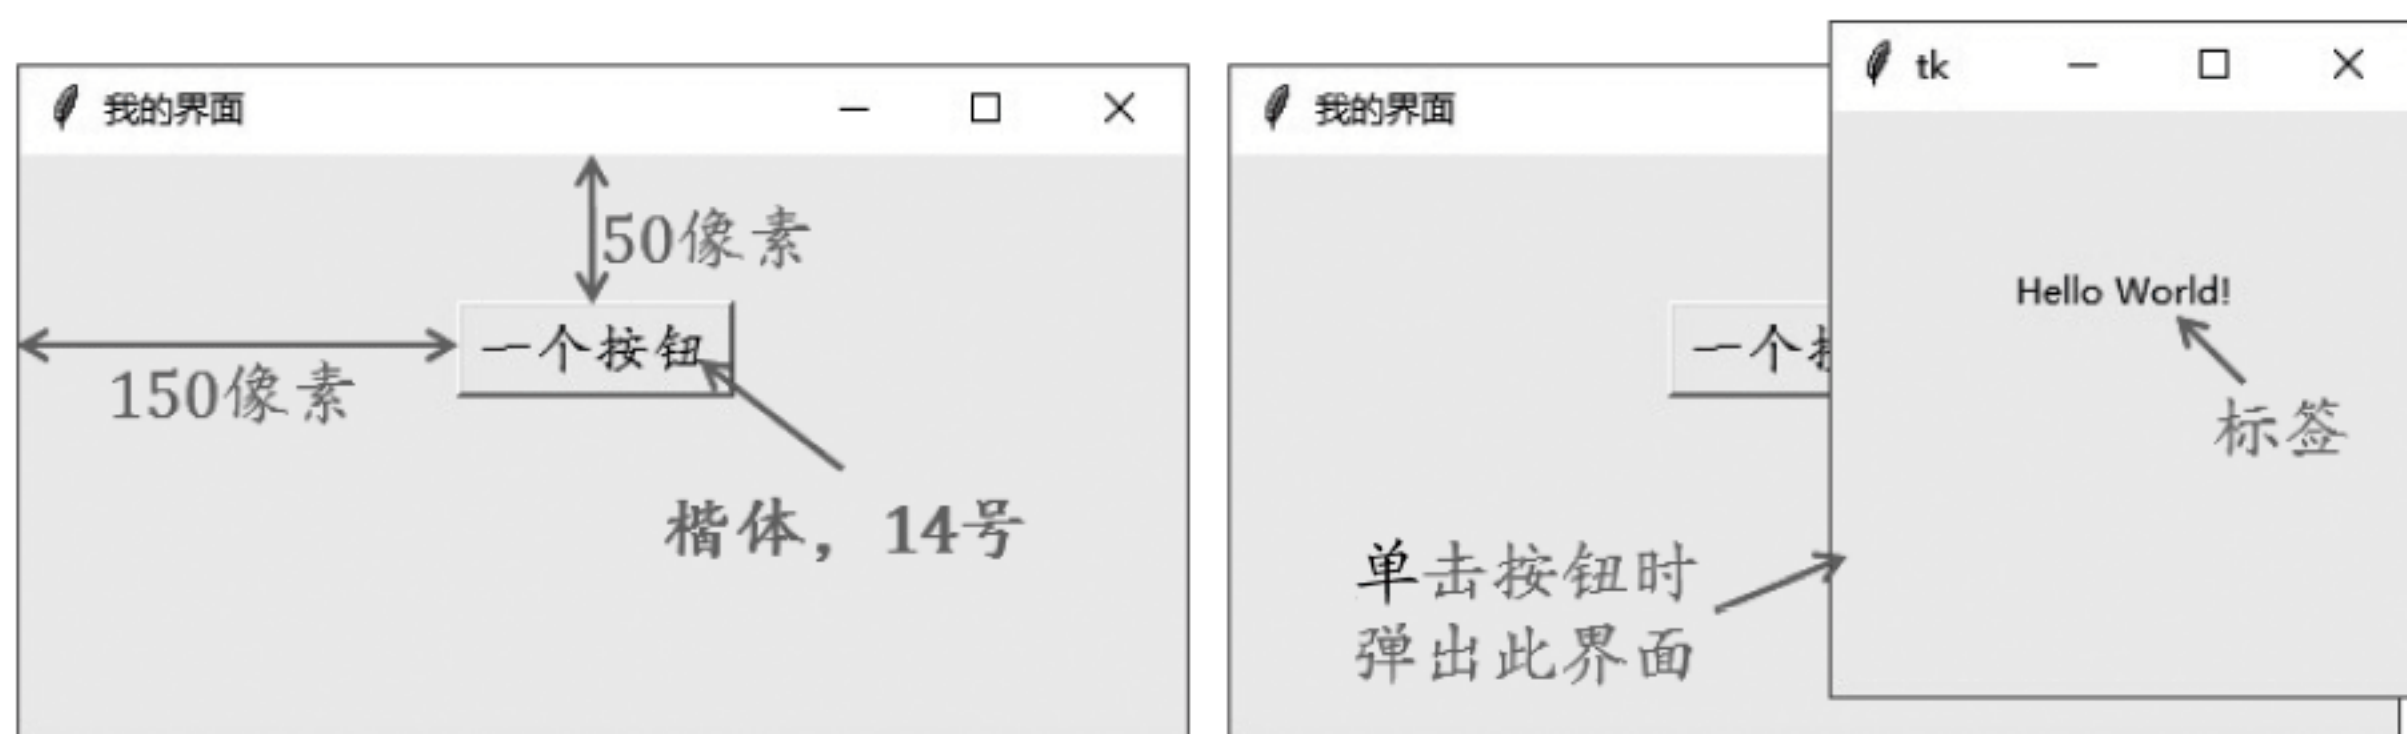 我的界面
50像素
一个按钮
150像素
楷体，14号
我的界面
tk
Hello World!
一个
标签
单击按钮时
弹出此界面